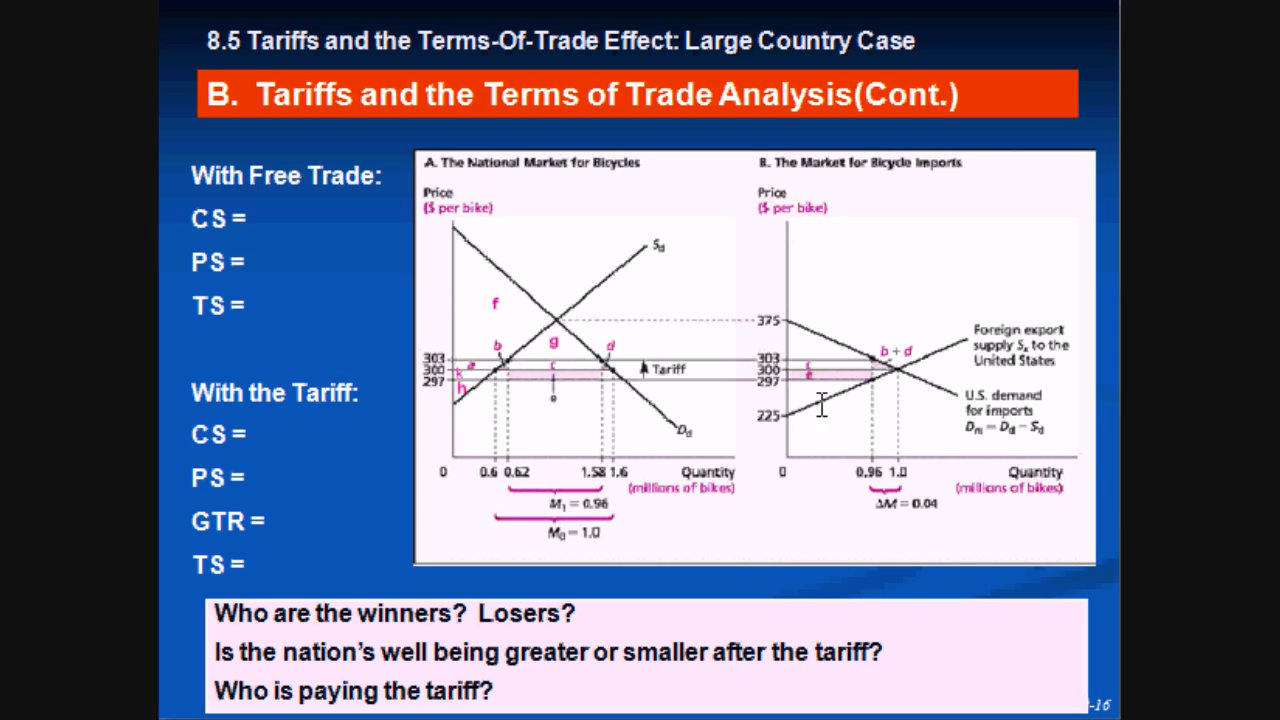 8.5 Tariffs and the Terms-Of-Trade Effect: Large Country Case
B. Tariffs and the Terms of Trade Analysis(Cont.)
With Free Trade:
CS =
PS =
TS =
With the Tariff:
CS =
PS =
GTR =
TS =
A. The National Market for Bicycles
Price
($ per bike)
S_d
f
b
g
d
303
300
297
a
k
h
c
e
Tariff
D_d
0
0.6
0.62
1.58
1.6
Quantity
(millions of bikes)
M₁ = 0.96
M₀ = 1.0
B. The Market for Bicycle Imports
Price
($ per bike)
375
303
300
297
225
b + d
c
e
Foreign export
supply Sₓ to the
United States
U.S. demand
for imports
D_m = D_d − S_d
0
0.96
1.0
Quantity
(millions of bikes)
ΔM = 0.04
Who are the winners? Losers?
Is the nation's well being greater or smaller after the tariff?
Who is paying the tariff?
-16